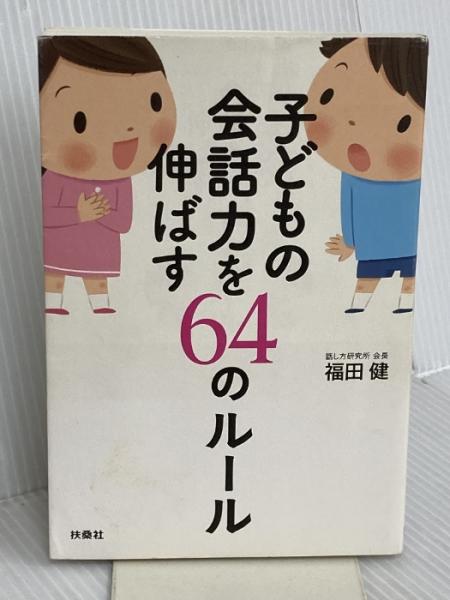 子どもの
会話力を
伸ばす
64のルール
話し方研究所 会長
福田 健
扶桑社